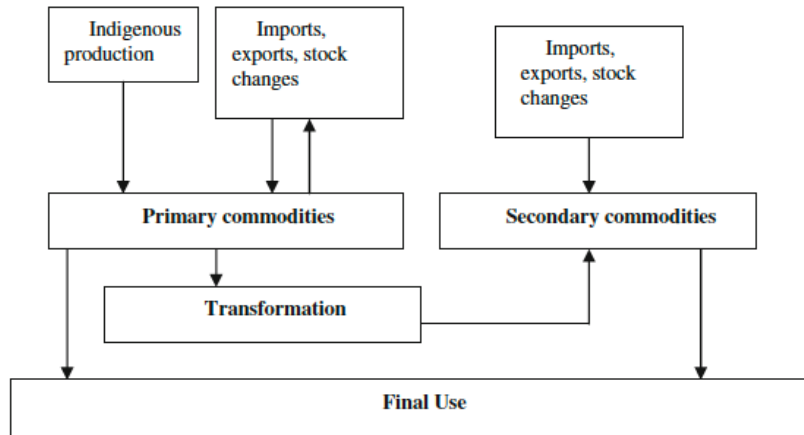 Indigenous
production
Imports,
exports, stock
changes
Imports,
exports, stock
changes
Primary commodities
Secondary commodities
Transformation
Final Use